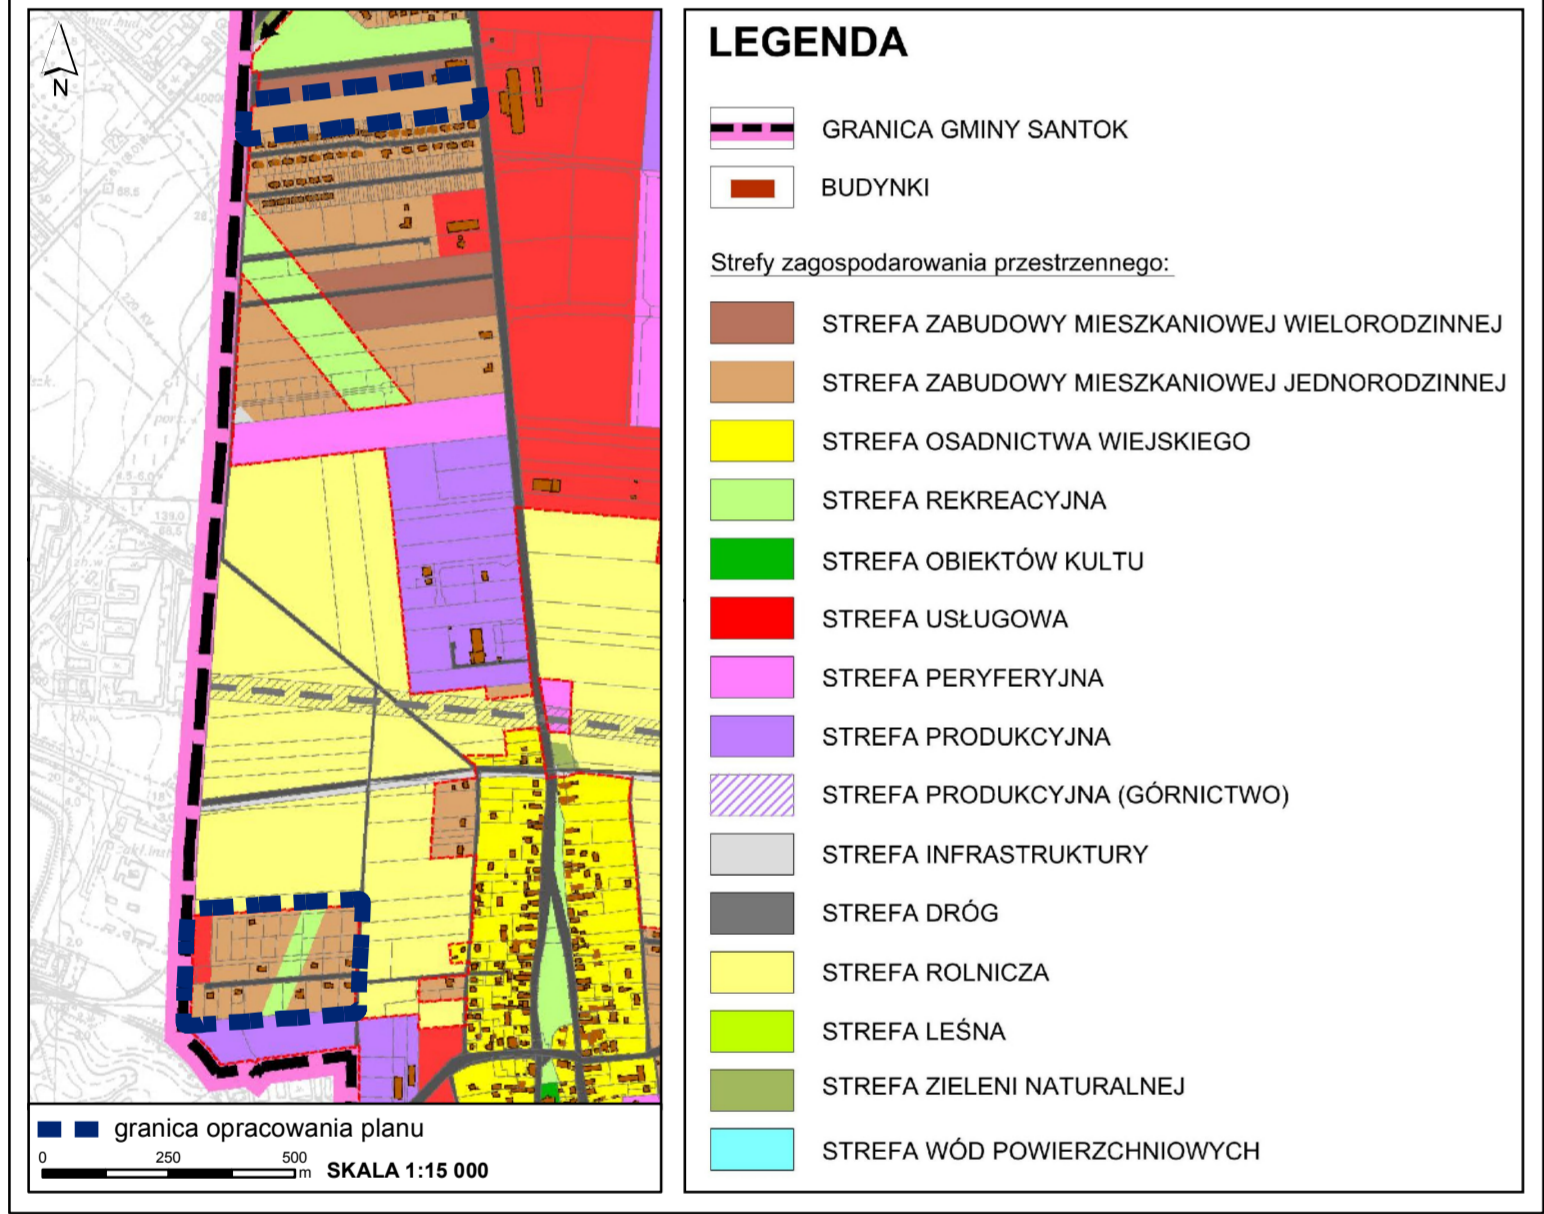 N
LEGENDA
GRANICA GMINY SANTOK
BUDYNKI
Strefy zagospodarowania przestrzennego:
STREFA ZABUDOWY MIESZKANIOWEJ WIELORODZINNEJ
STREFA ZABUDOWY MIESZKANIOWEJ JEDNORODZINNEJ
STREFA OSADNICTWA WIEJSKIEGO
STREFA REKREACYJNA
STREFA OBIEKTÓW KULTU
STREFA USŁUGOWA
STREFA PERYFERYJNA
STREFA PRODUKCYJNA
STREFA PRODUKCYJNA (GÓRNICTWO)
STREFA INFRASTRUKTURY
STREFA DRÓG
STREFA ROLNICZA
STREFA LEŚNA
STREFA ZIELENI NATURALNEJ
STREFA WÓD POWIERZCHNIOWYCH
granica opracowania planu
0 250 500
m SKALA 1:15 000